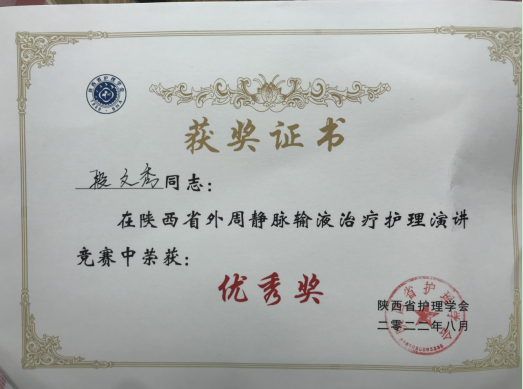 获奖证书
文 同志：
在陕西省外周静脉输液治疗护理演讲
竞赛中荣获：
优秀奖
陕西省护理学会
二零二二年八月